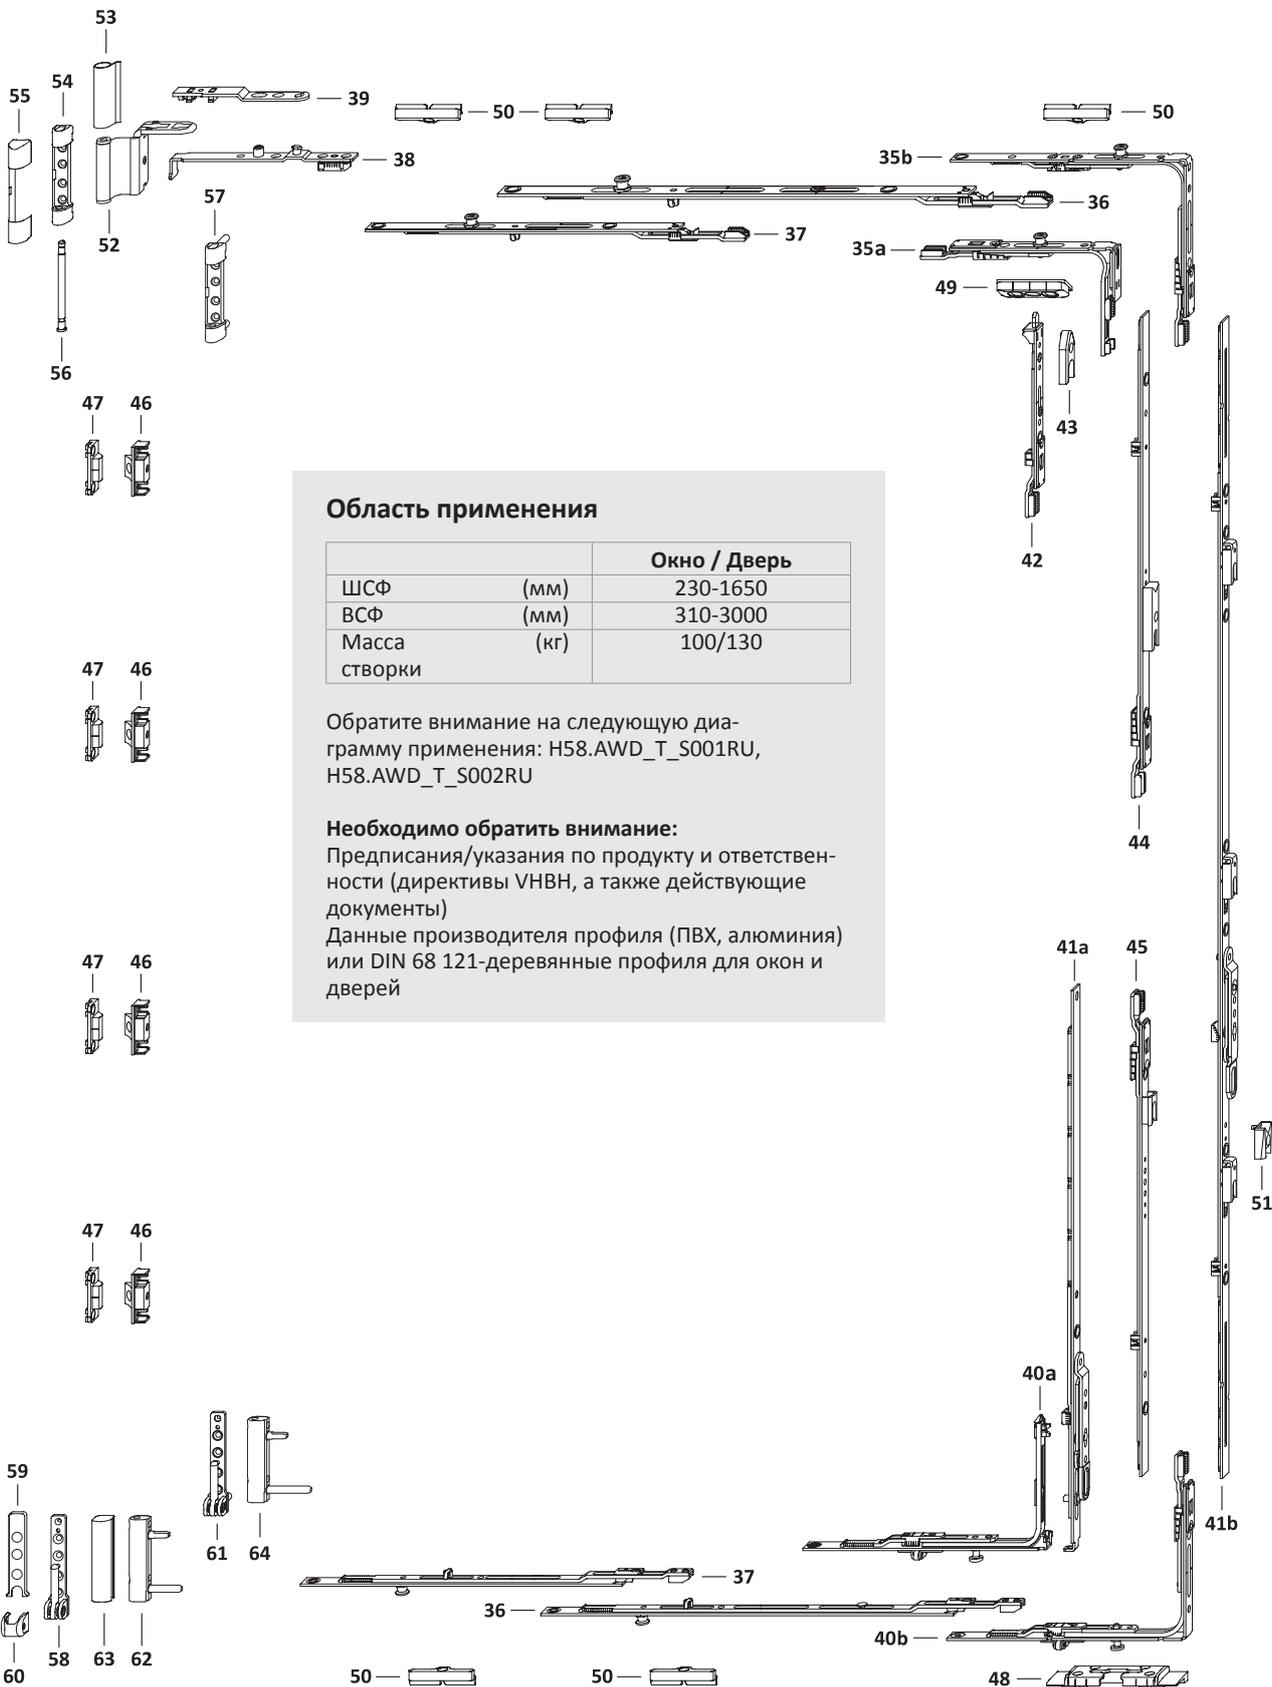 53
54
55
39
50
50
35b
38
36
57
37
35a
52
49
56
43
47
46
42
Область применения
Окно / Дверь
ШСФ (мм) 230-1650
ВСФ (мм) 310-3000
Масса (кг) 100/130
створки
Обратите внимание на следующую диа-
грамму применения: H58.AWD_T_S001RU,
H58.AWD_T_S002RU
Необходимо обратить внимание:
Предписания/указания по продукту и ответствен-
ности (директивы VHBH, а также действующие
документы)
Данные производителя профиля (ПВХ, алюминия)
или DIN 68 121-деревянные профиля для окон и
дверей
47
46
44
47
46
41a
45
51
47
46
40a
59
41b
61
64
37
36
40b
60
58
63
62
50
50
48